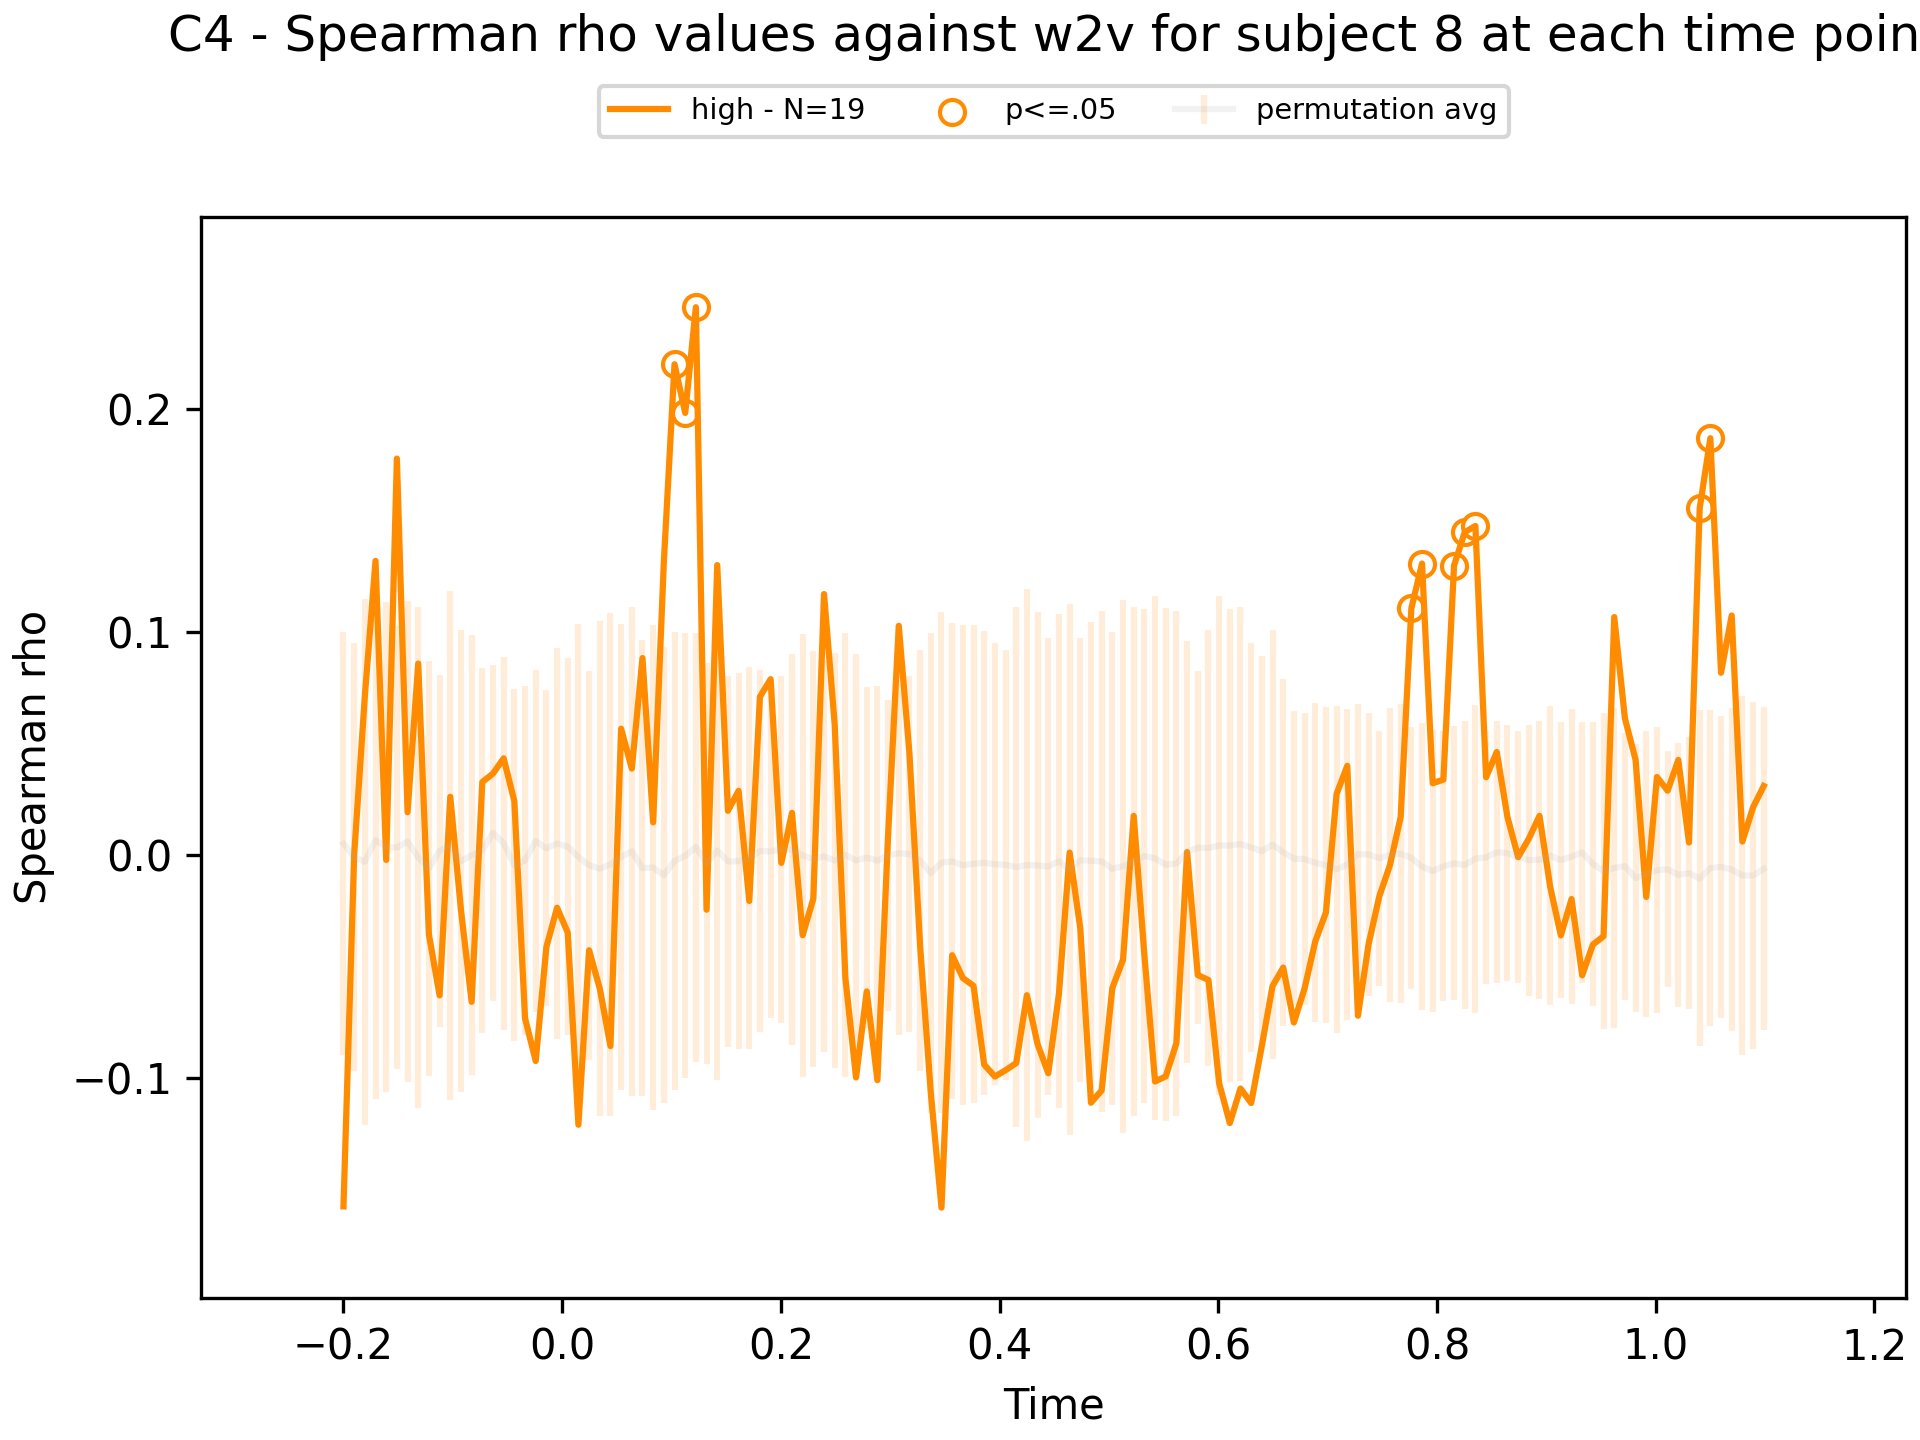 C4 - Spearman rho values against w2v for subject 8 at each time poin
high - N=19 p<=.05 permutation avg
Spearman rho
0.2
0.1
0.0
−0.1
−0.2 0.0 0.2 0.4 0.6 0.8 1.0 1.2
Time